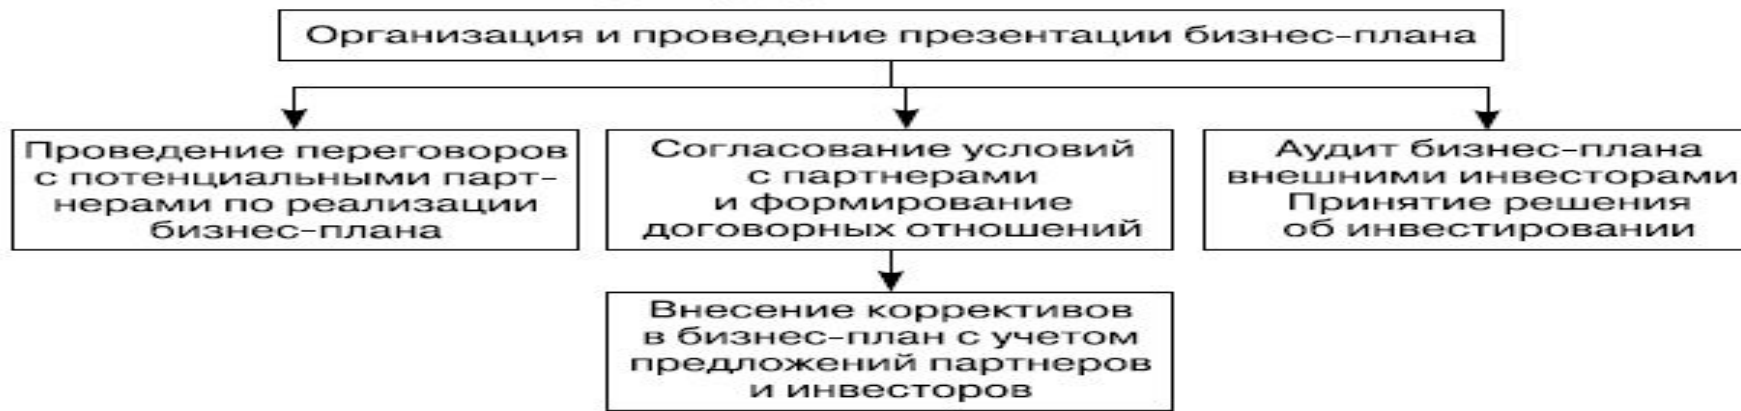 Организация и проведение презентации бизнес-плана
Проведение переговоров
с потенциальными парт-
нерами по реализации
бизнес-плана
Согласование условий
с партнерами
и формирование
договорных отношений
Аудит бизнес-плана
внешними инвесторами
Принятие решения
об инвестировании
Внесение коррективов
в бизнес-план с учетом
предложений партнеров
и инвесторов